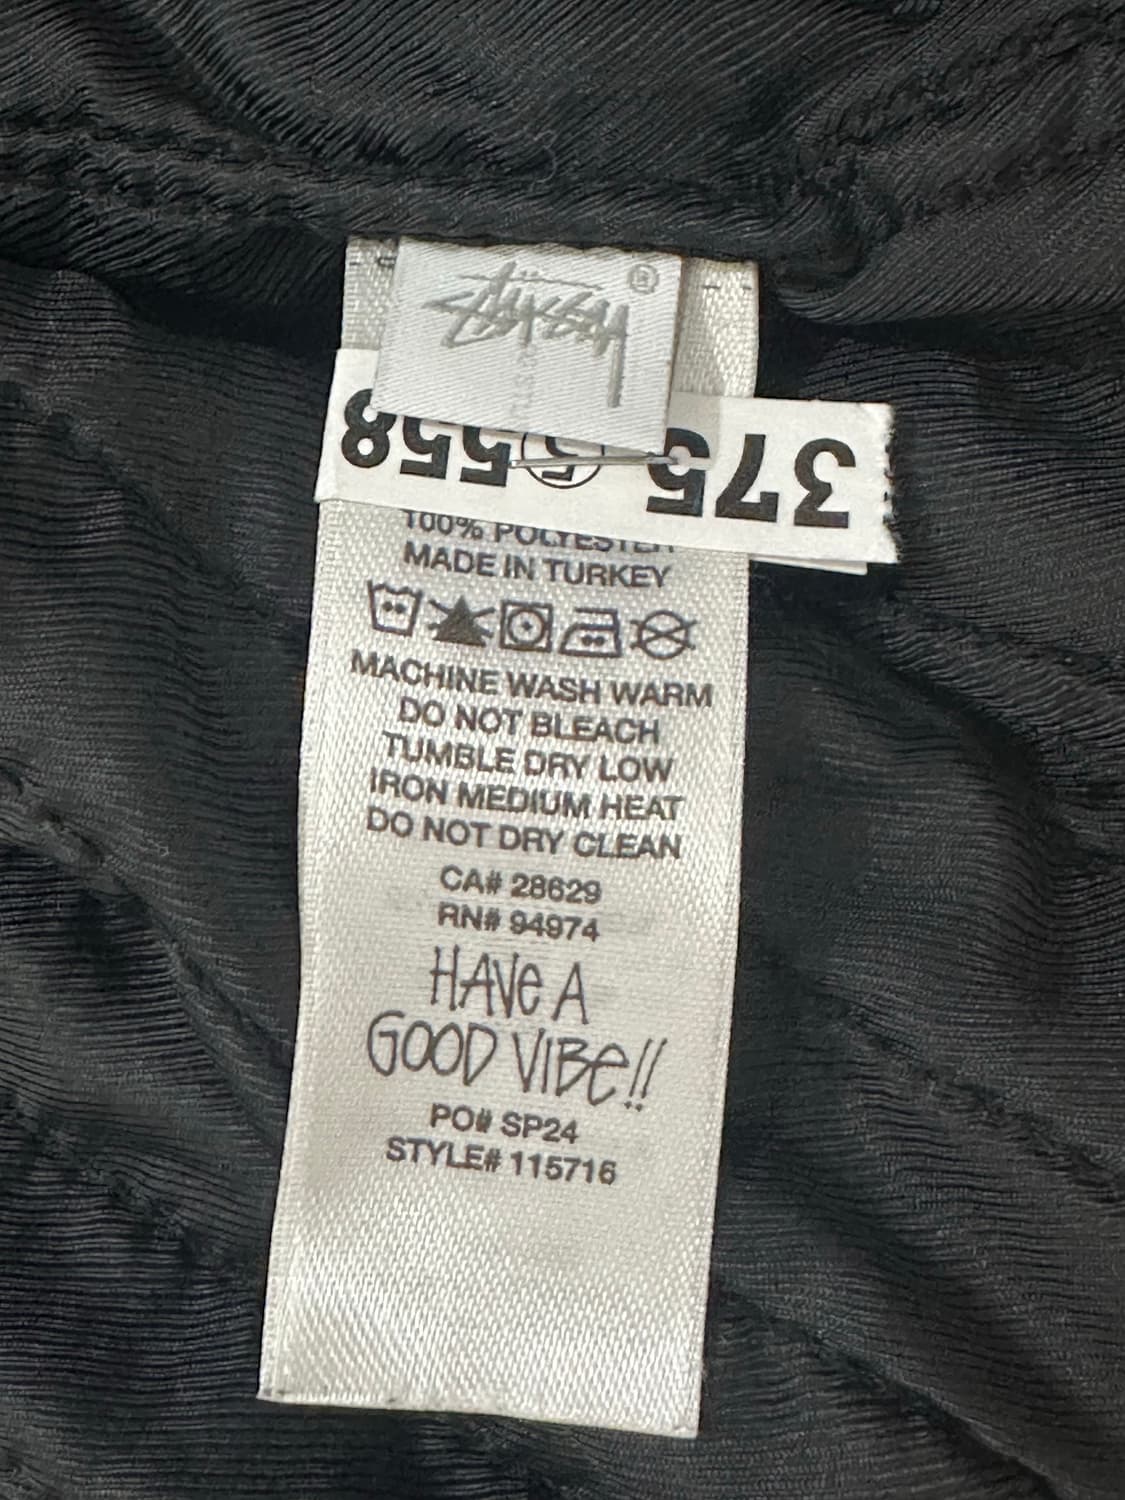 STÜSSY ®
375 5 558
100% POLYESTER
MADE IN TURKEY
MACHINE WASH WARM
DO NOT BLEACH
TUMBLE DRY LOW
IRON MEDIUM HEAT
DO NOT DRY CLEAN
CA# 28629
RN# 94974
HAVE A
GOOD VIBE!!
PO# SP24
STYLE# 115716